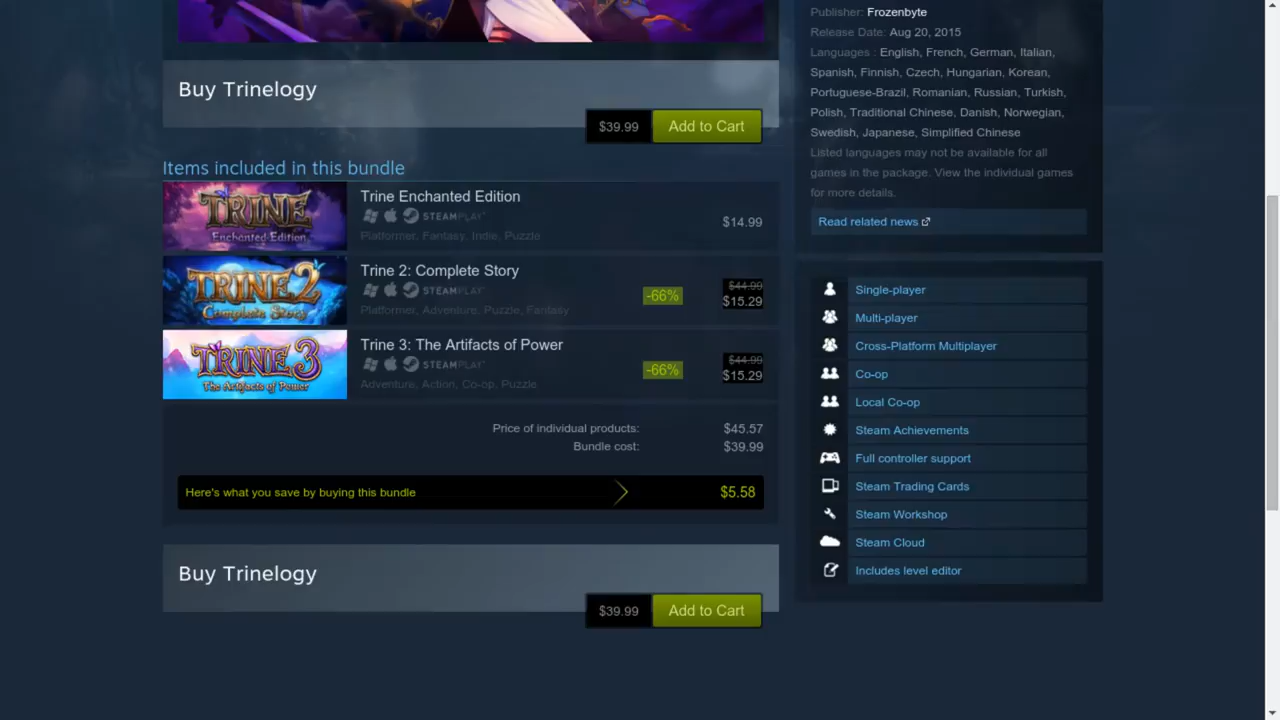 Publisher: Frozenbyte
Release Date: Aug 20, 2015
Languages : English, French, German, Italian,
Spanish, Finnish, Czech, Hungarian, Korean,
Portuguese-Brazil, Romanian, Russian, Turkish,
Polish, Traditional Chinese, Danish, Norwegian,
Swedish, Japanese, Simplified Chinese
Listed languages may not be available for all
games in the package. View the individual games
for more details.
Read related news
Buy Trinelogy
$39.99 Add to Cart
Items included in this bundle
TRINE
Enchanted Edition
Trine Enchanted Edition
STEAMPLAY
Platformer, Fantasy, Indie, Puzzle
$14.99
TRINE 2
Complete Story
Trine 2: Complete Story
STEAMPLAY
Platformer, Adventure, Puzzle, Fantasy
-66%
$44.99
$15.29
TRINE 3
The Artifacts of Power
Trine 3: The Artifacts of Power
STEAMPLAY
Adventure, Action, Co-op, Puzzle
-66%
$44.99
$15.29
Price of individual products: $45.57
Bundle cost: $39.99
Here's what you save by buying this bundle $5.58
Buy Trinelogy
$39.99 Add to Cart
Single-player
Multi-player
Cross-Platform Multiplayer
Co-op
Local Co-op
Steam Achievements
Full controller support
Steam Trading Cards
Steam Workshop
Steam Cloud
Includes level editor